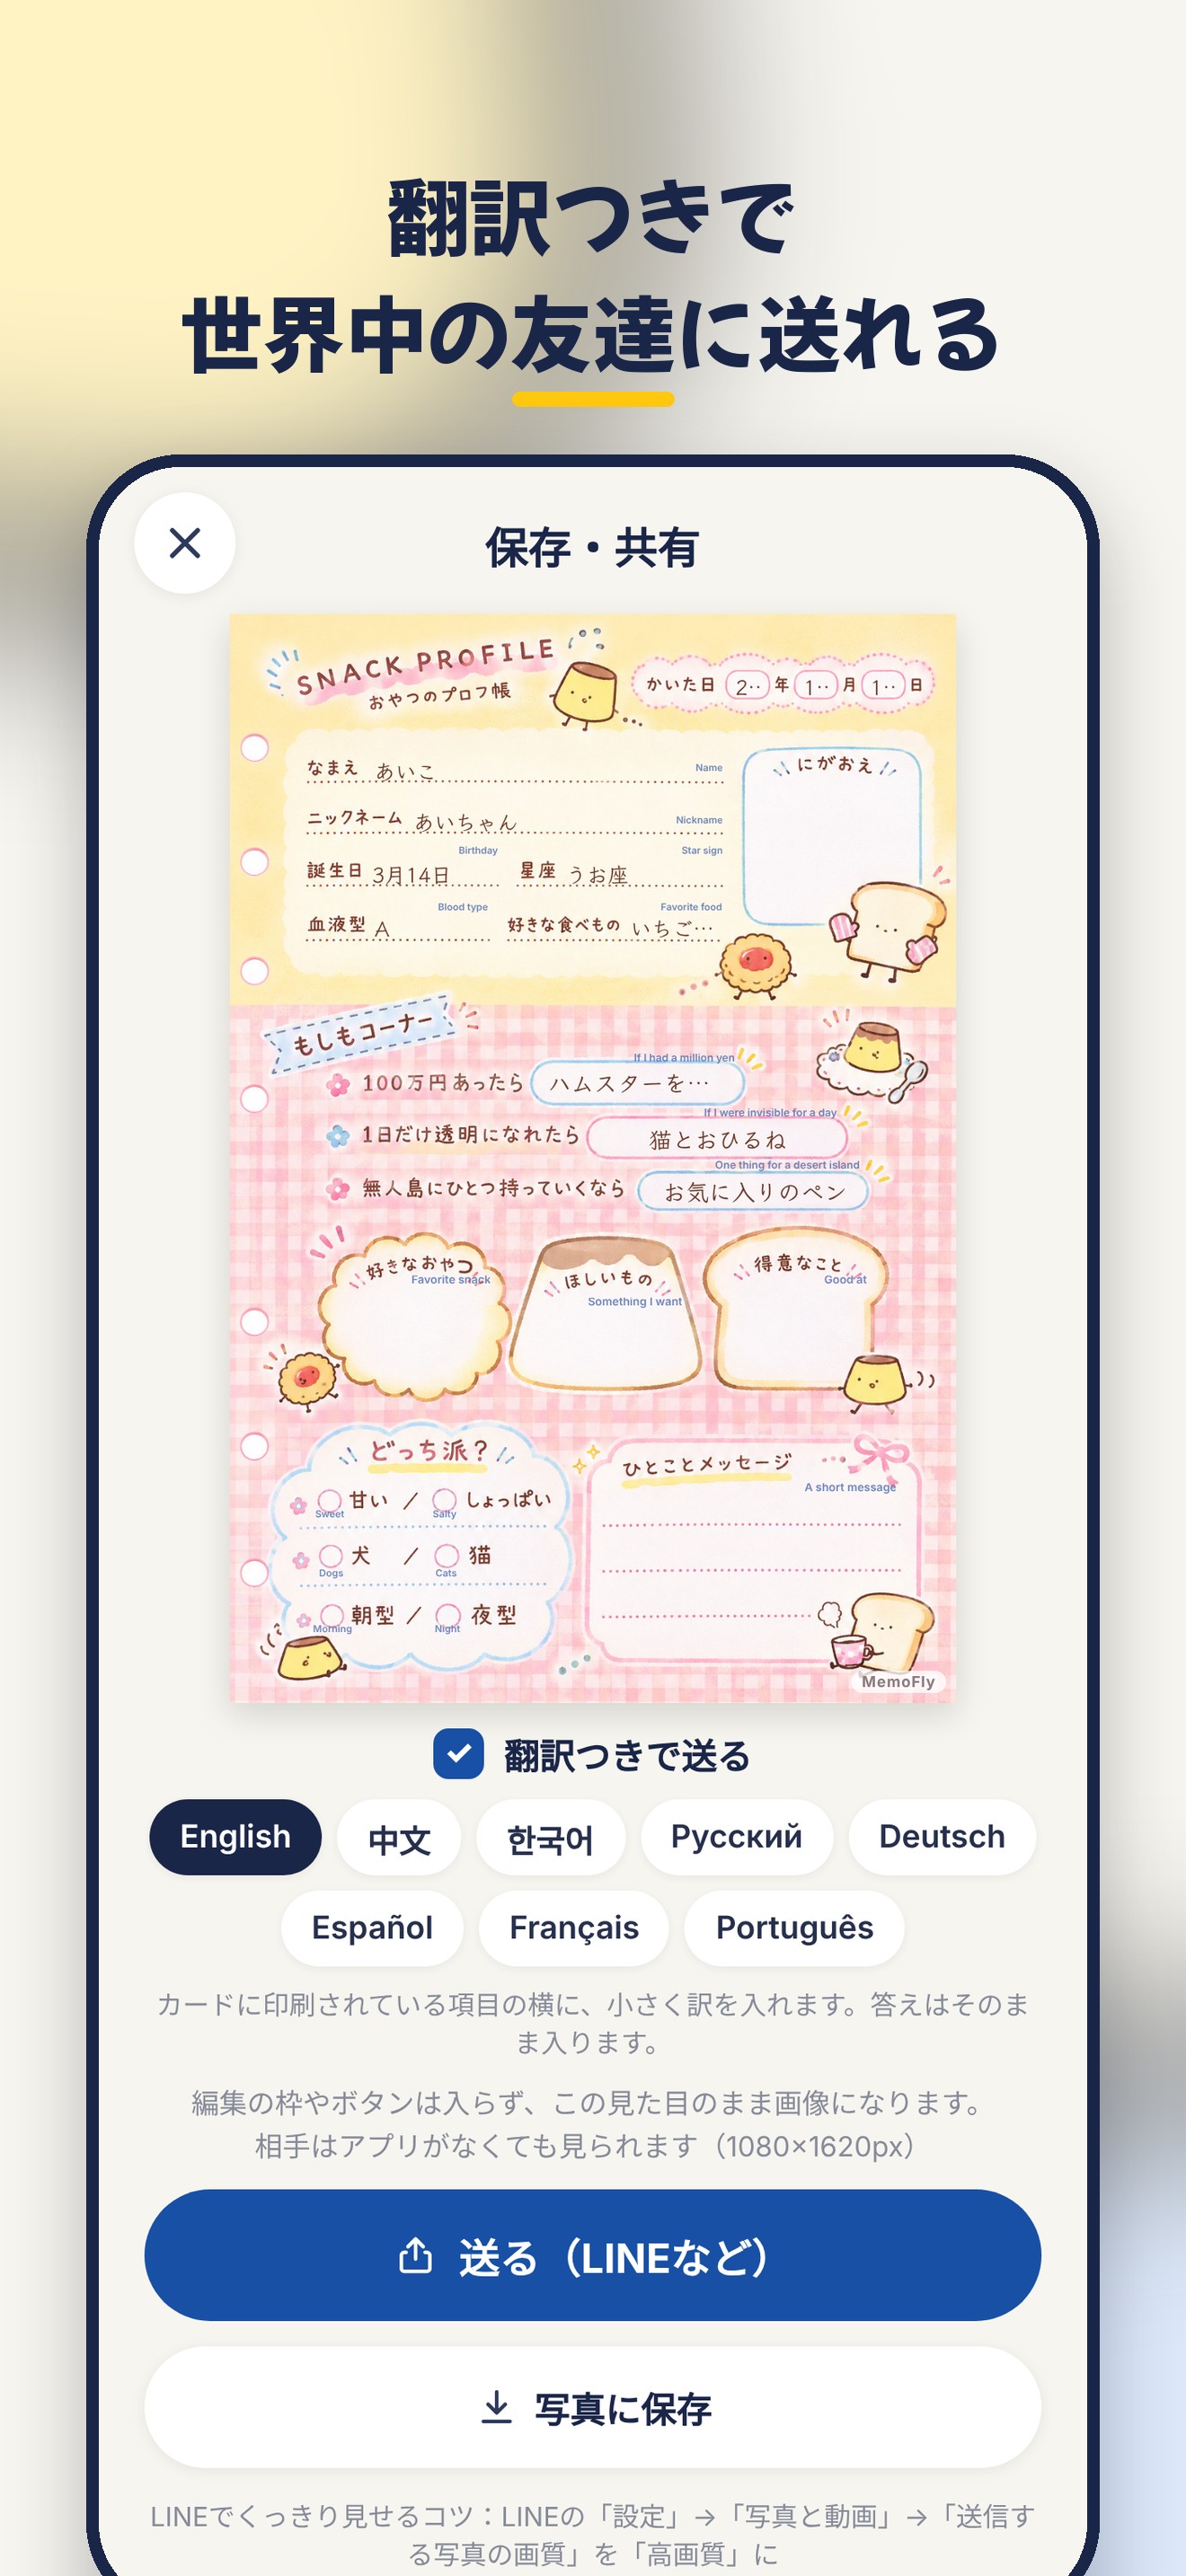 翻訳つきで
世界中の友達に送れる
保存・共有
SNACK PROFILE
おやつのプロフ帳
かいた日 2‥ 年 1‥ 月 1‥ 日
なまえ あいこ Name
にがおえ
ニックネーム あいちゃん Nickname
Birthday Star sign
誕生日 3月14日 星座 うお座
Blood type Favorite food
血液型 A 好きな食べもの いちご…
もしもコーナー
If I had a million yen
100万円あったら ハムスターを…
If I were invisible for a day
1日だけ透明になれたら 猫とおひるね
One thing for a desert island
無人島にひとつ持っていくなら お気に入りのペン
好きなおやつ
Favorite snack
ほしいもの
Something I want
得意なこと
Good at
どっち派？
甘い / しょっぱい
Sweet Salty
犬 / 猫
Dogs Cats
朝型 / 夜型
Morning Night
ひとことメッセージ
A short message
MemoFly
翻訳つきで送る
English 中文 한국어 Русский Deutsch
Español Français Português
カードに印刷されている項目の横に、小さく訳を入れます。答えはそのまま
ま入ります。
編集の枠やボタンは入らず、この見た目のまま画像になります。
相手はアプリがなくても見られます（1080×1620px）
送る（LINEなど）
写真に保存
LINEでくっきり見せるコツ：LINEの「設定」→「写真と動画」→「送信す
る写真の画質」を「高画質」に